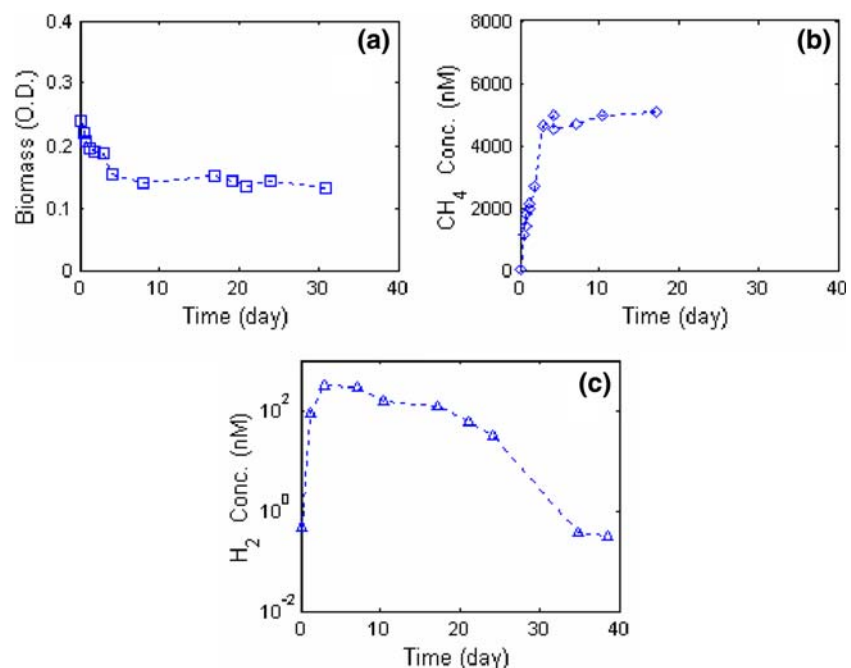 (a)
Biomass (O.D.)
0.4
0.3
0.2
0.1
0
0 10 20 30 40
Time (day)
(b)
CH4 Conc. (nM)
8000
6000
4000
2000
0
0 10 20 30 40
Time (day)
(c)
H2 Conc. (nM)
10^2
10^0
10^-2
0 10 20 30 40
Time (day)